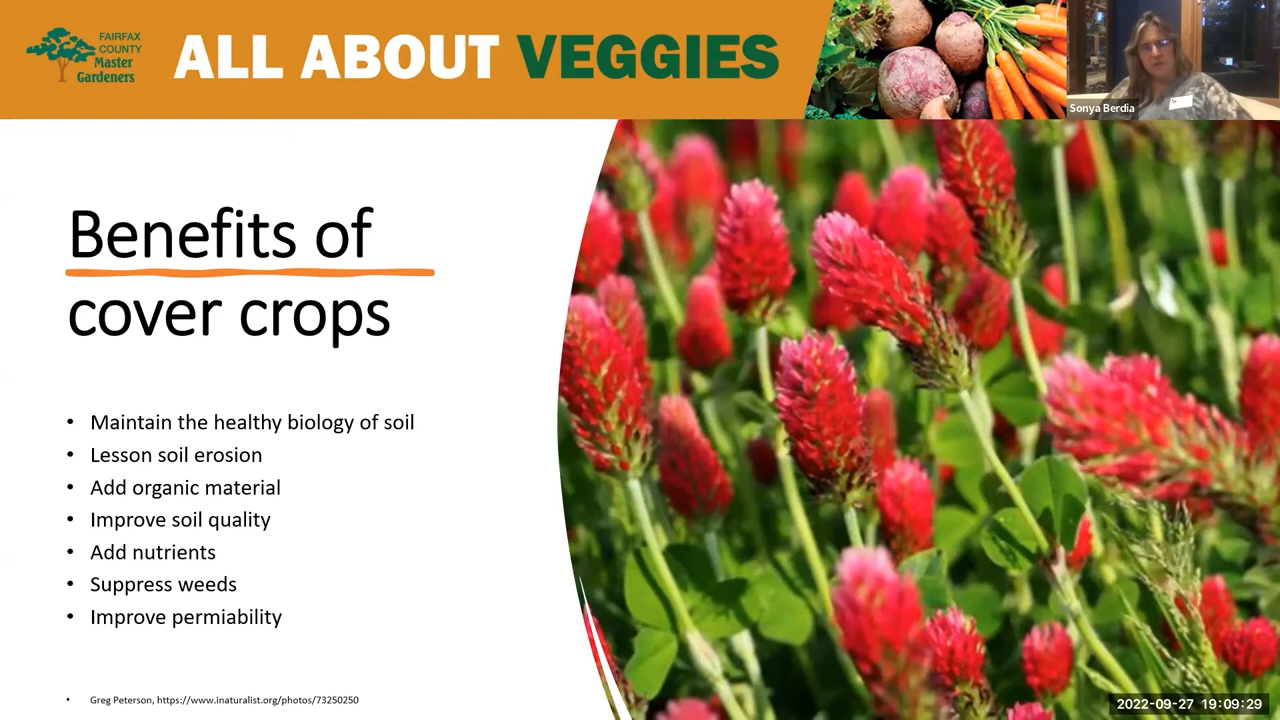 FAIRFAX
COUNTY
Master
Gardeners
ALL ABOUT VEGGIES
Sonya Berdia
Benefits of
cover crops
• Maintain the healthy biology of soil
• Lesson soil erosion
• Add organic material
• Improve soil quality
• Add nutrients
• Suppress weeds
• Improve permiability
• Greg Peterson, https://www.inaturalist.org/photos/73250250
2022-09-27 19:09:29